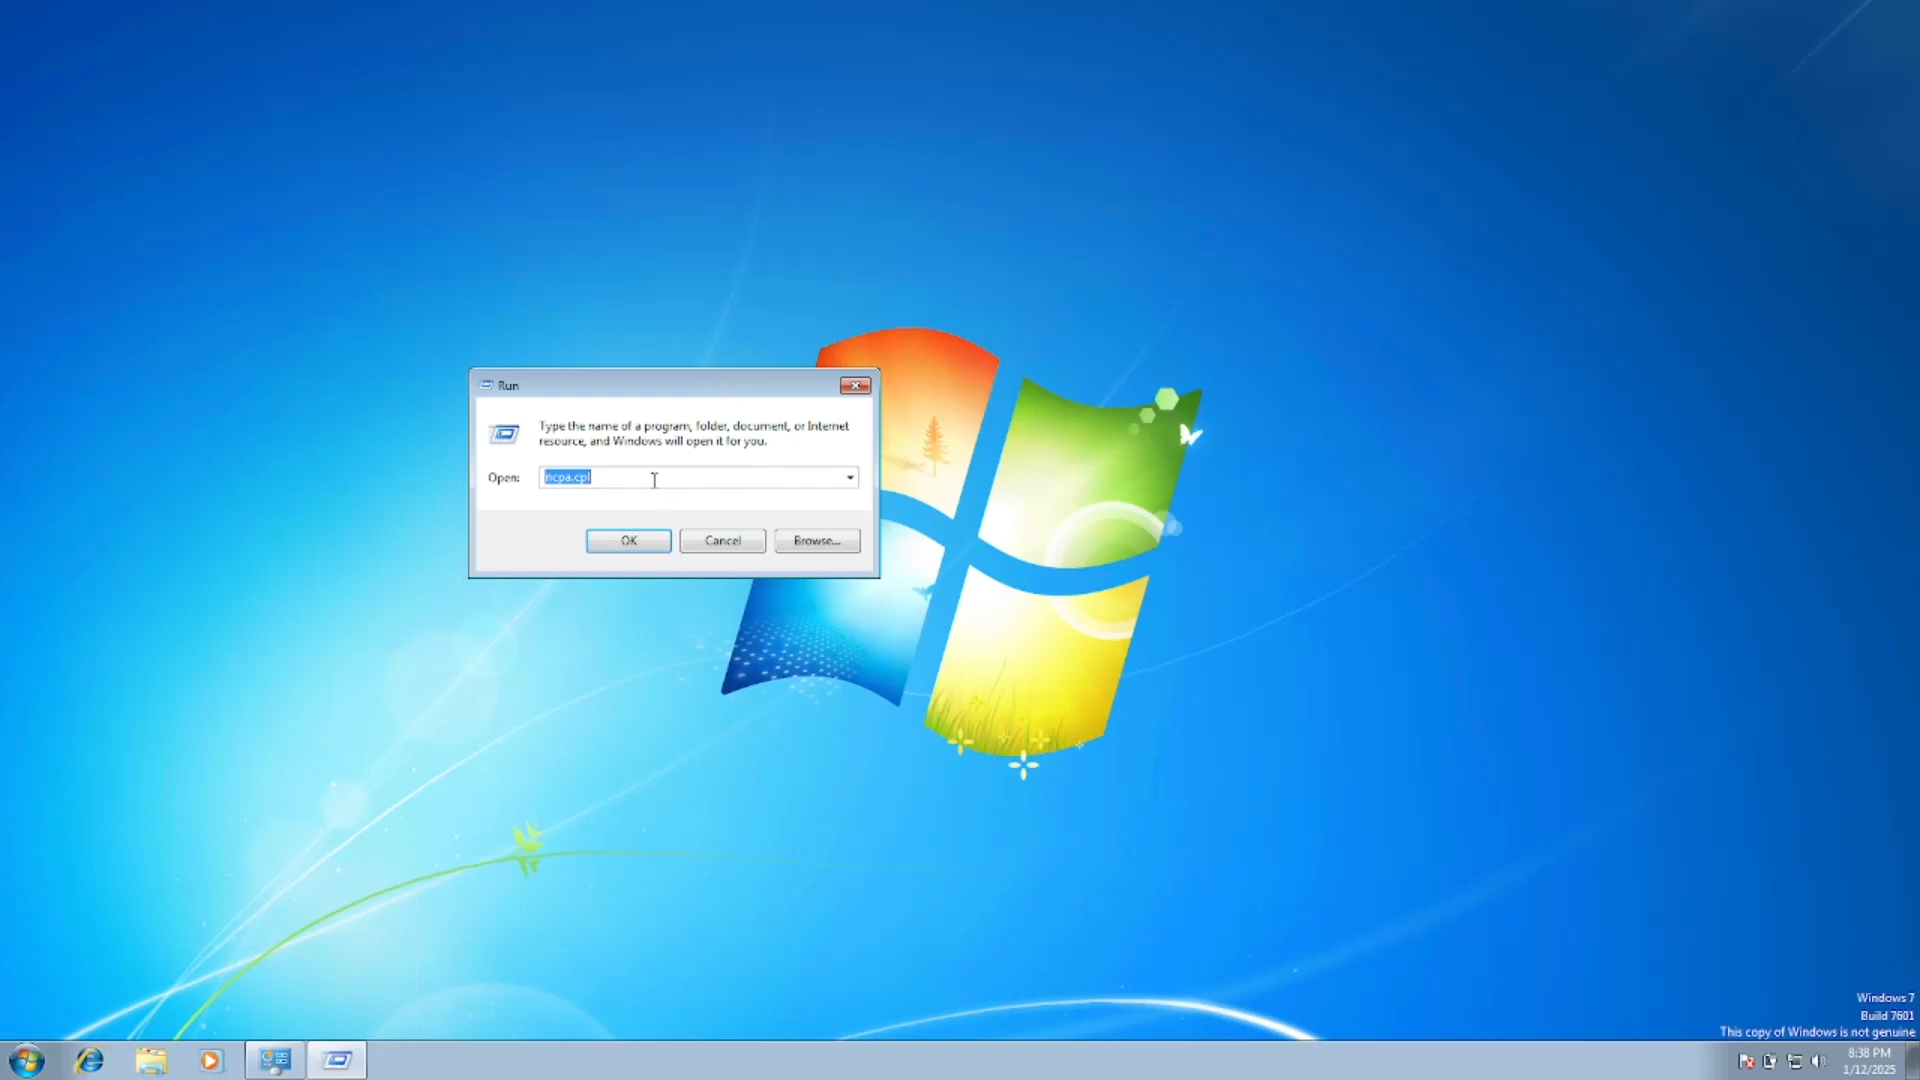 Run
Type the name of a program, folder, document, or Internet
resource, and Windows will open it for you.
Open:
ncpa.cpl
OK
Cancel
Browse...
Windows 7
Build 7601
This copy of Windows is not genuine
8:38 PM
1/12/2025